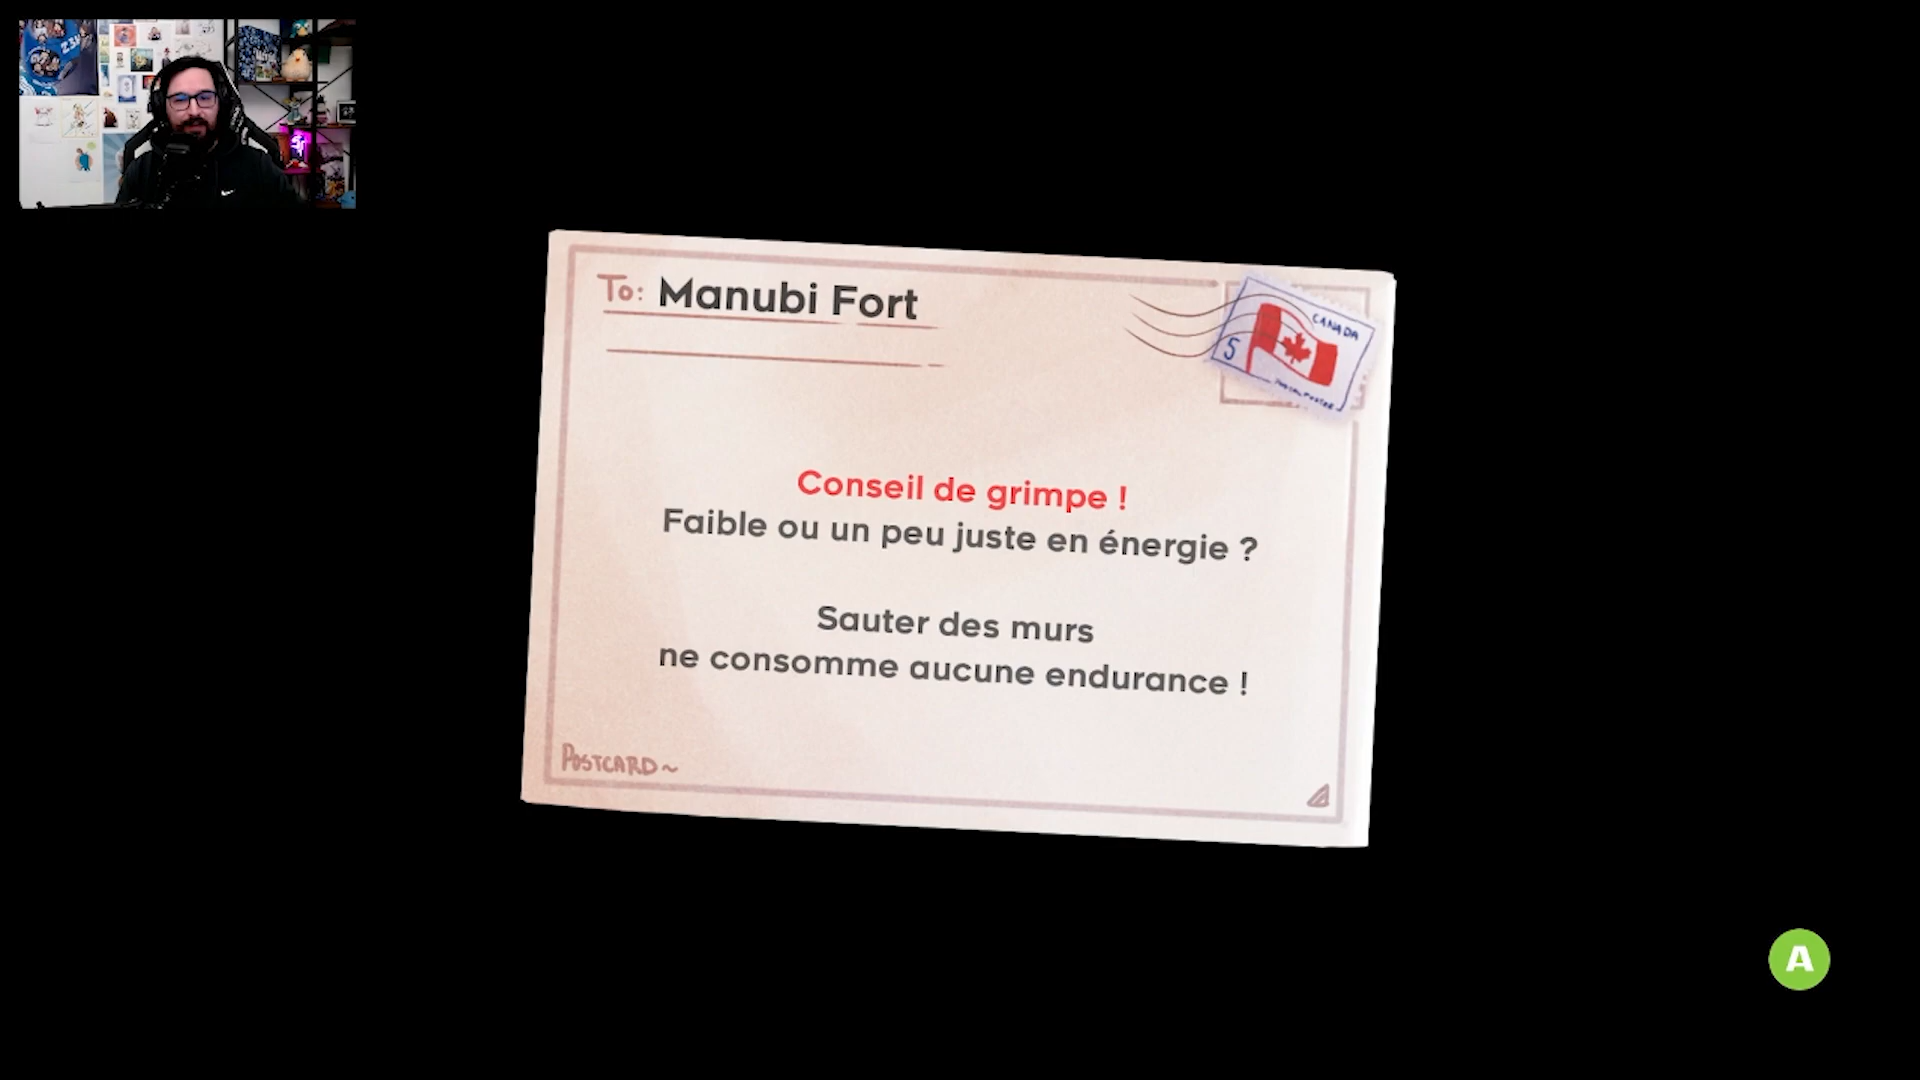 To: Manubi Fort
CANADA
5
Conseil de grimpe !
Faible ou un peu juste en énergie ?
Sauter des murs
ne consomme aucune endurance !
POSTCARD~
A